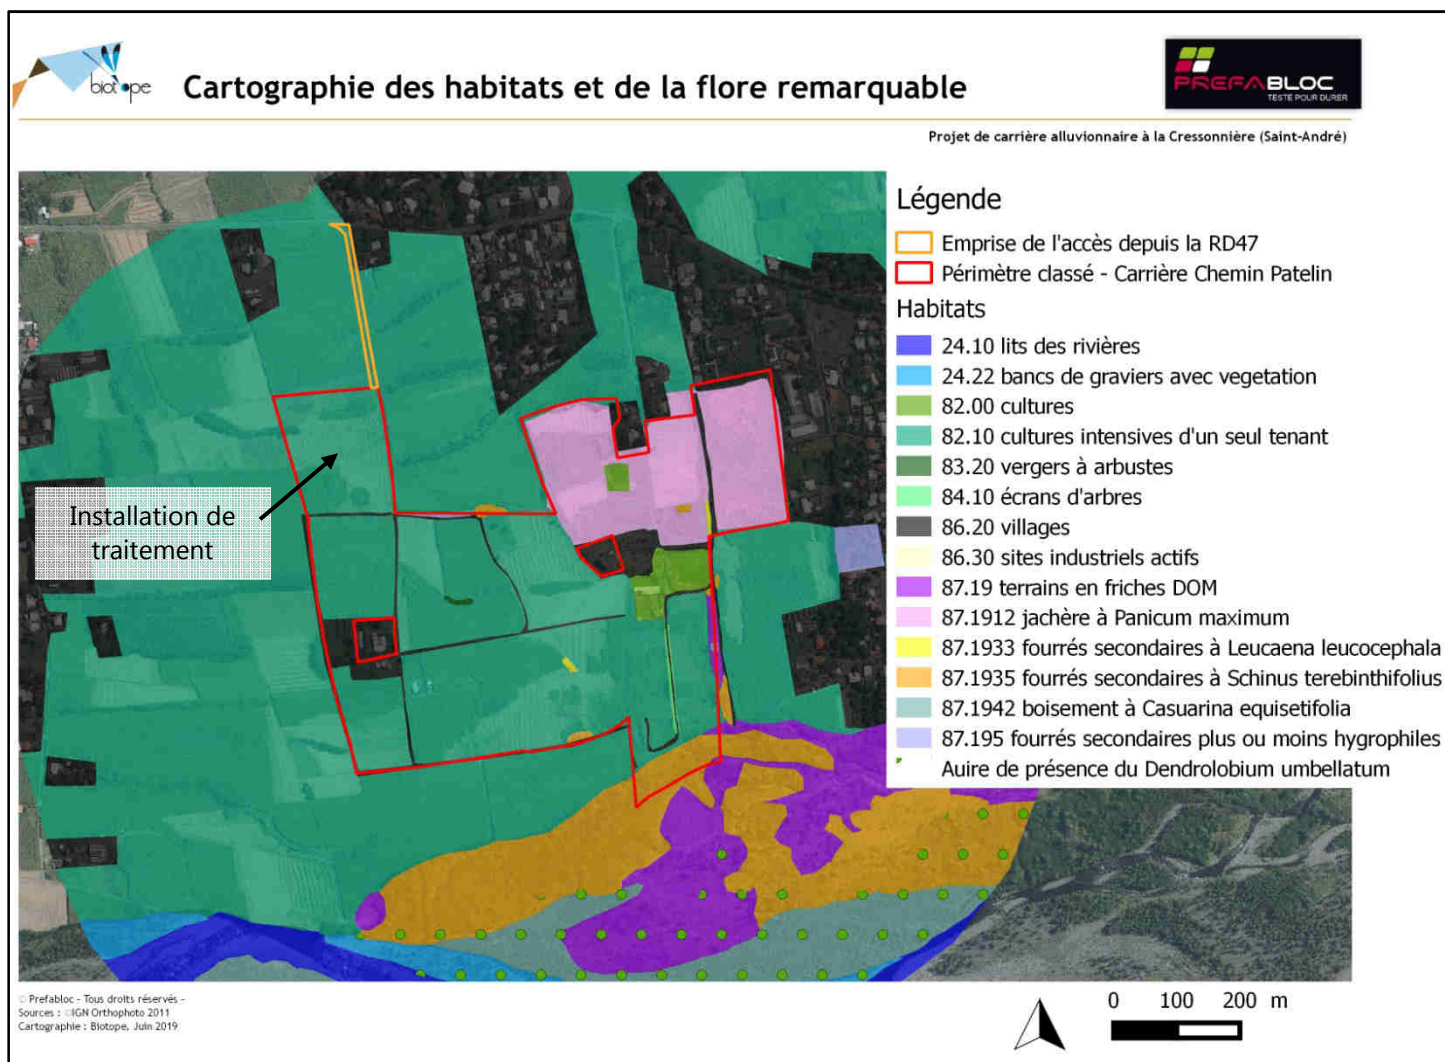 biotope
Cartographie des habitats et de la flore remarquable
PREFABLOC
TESTE POUR DURER
Projet de carrière alluvionnaire à la Cressonnière (Saint-André)
Légende
Emprise de l'accès depuis la RD47
Périmètre classé - Carrière Chemin Patelin
Habitats
24.10 lits des rivières
24.22 bancs de graviers avec vegetation
82.00 cultures
82.10 cultures intensives d'un seul tenant
83.20 vergers à arbustes
84.10 écrans d'arbres
86.20 villages
86.30 sites industriels actifs
87.19 terrains en friches DOM
87.1912 jachère à Panicum maximum
87.1933 fourrés secondaires à Leucaena leucocephala
87.1935 fourrés secondaires à Schinus terebinthifolius
87.1942 boisement à Casuarina equisetifolia
87.195 fourrés secondaires plus ou moins hygrophiles
Auire de présence du Dendrolobium umbellatum
Installation de
traitement
© Prefabloc - Tous droits réservés -
Sources : ©IGN Orthophoto 2011
Cartographie : Biotope, Juin 2019
0 100 200 m